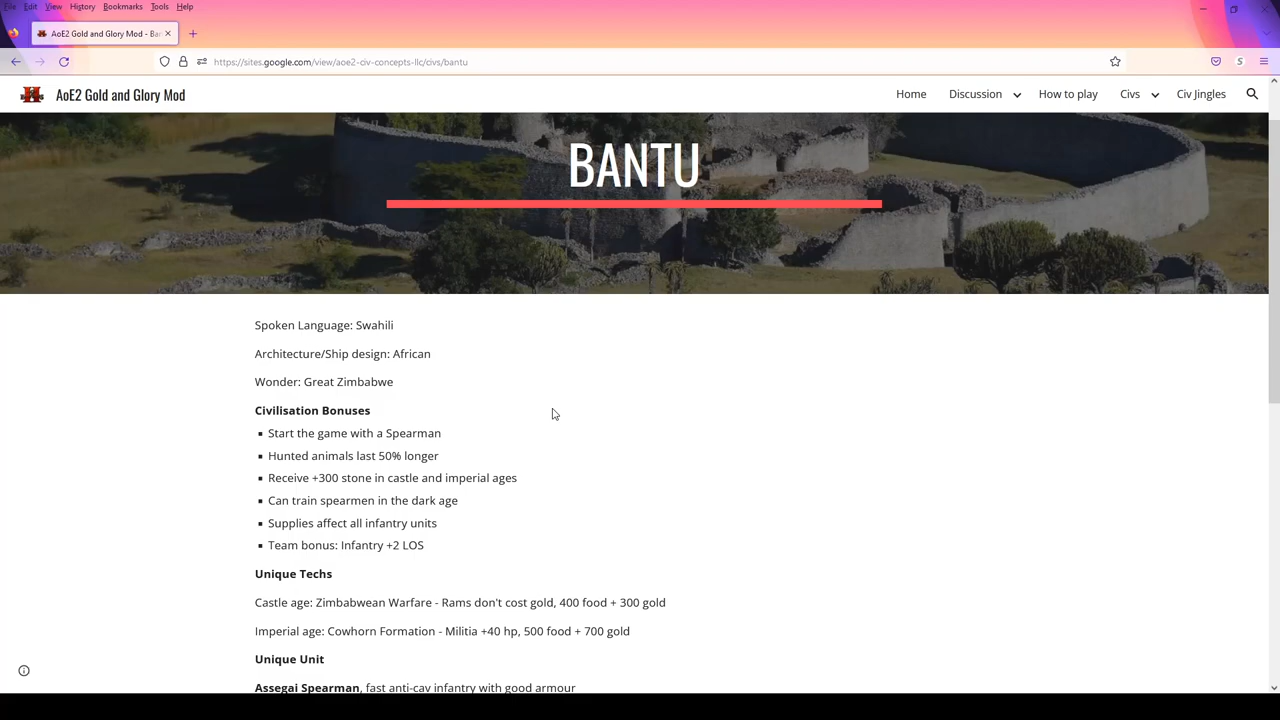 File Edit View History Bookmarks Tools Help
AoE2 Gold and Glory Mod - Ban
https://sites.google.com/view/aoe2-civ-concepts-llc/civs/bantu
AoE2 Gold and Glory Mod
Home Discussion How to play Civs Civ Jingles
BANTU
Spoken Language: Swahili
Architecture/Ship design: African
Wonder: Great Zimbabwe
Civilisation Bonuses
Start the game with a Spearman
Hunted animals last 50% longer
Receive +300 stone in castle and imperial ages
Can train spearmen in the dark age
Supplies affect all infantry units
Team bonus: Infantry +2 LOS
Unique Techs
Castle age: Zimbabwean Warfare - Rams don't cost gold, 400 food + 300 gold
Imperial age: Cowhorn Formation - Militia +40 hp, 500 food + 700 gold
Unique Unit
Assegai Spearman, fast anti-cav infantry with good armour